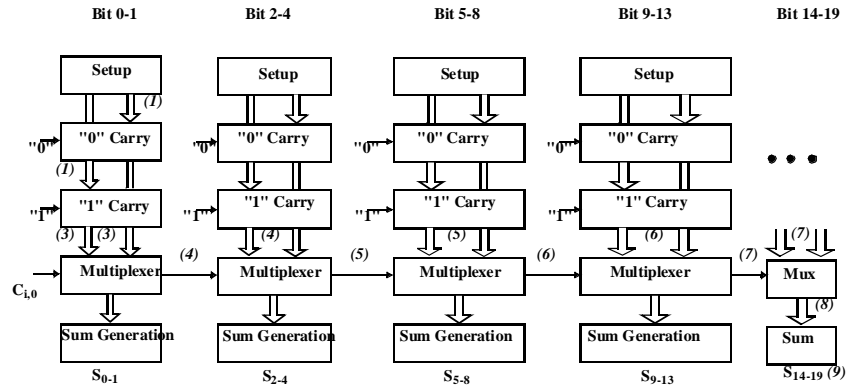 Bit 0-1 Bit 2-4 Bit 5-8 Bit 9-13 Bit 14-19
Setup Setup Setup Setup
(1)
"0" "0" Carry "0" "0" Carry "0" "0" Carry "0" "0" Carry
(1)
"1" "1" Carry "1" "1" Carry "1" "1" Carry "1" "1" Carry
(3) (3) (4) (5) (6) (7)
(4) (5) (6) (7)
Ci,0 Multiplexer Multiplexer Multiplexer Multiplexer Mux
(8)
Sum Generation Sum Generation Sum Generation Sum Generation Sum
S0-1 S2-4 S5-8 S9-13 S14-19 (9)